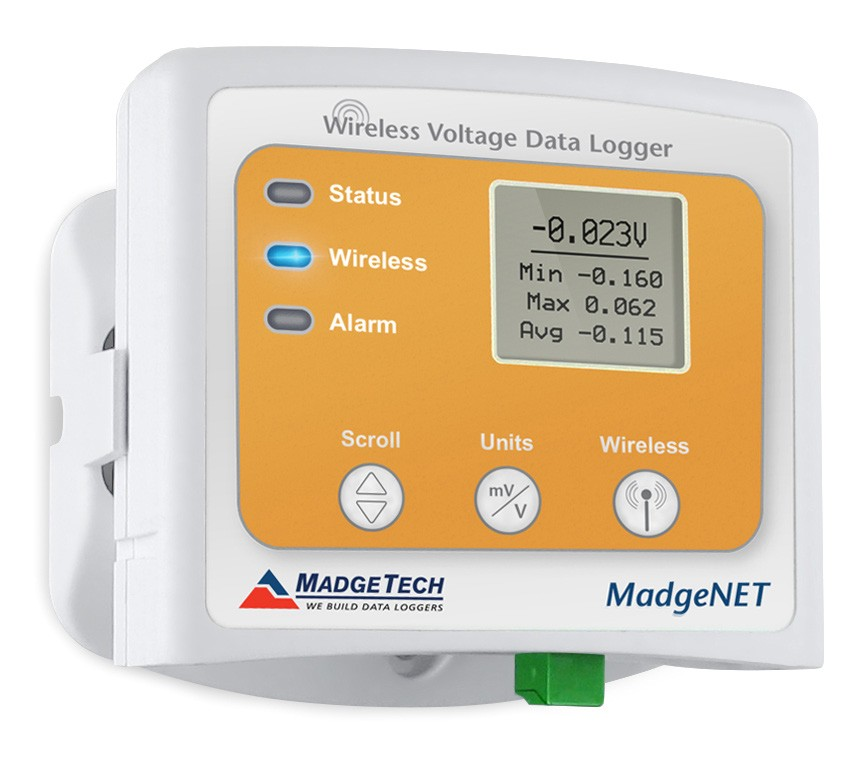 Wireless Voltage Data Logger
Status
Wireless
Alarm
-0.023V
Min -0.160
Max 0.062
Avg -0.115
Scroll
Units
Wireless
mV/V
MADGETECH
WE BUILD DATA LOGGERS
MadgeNET